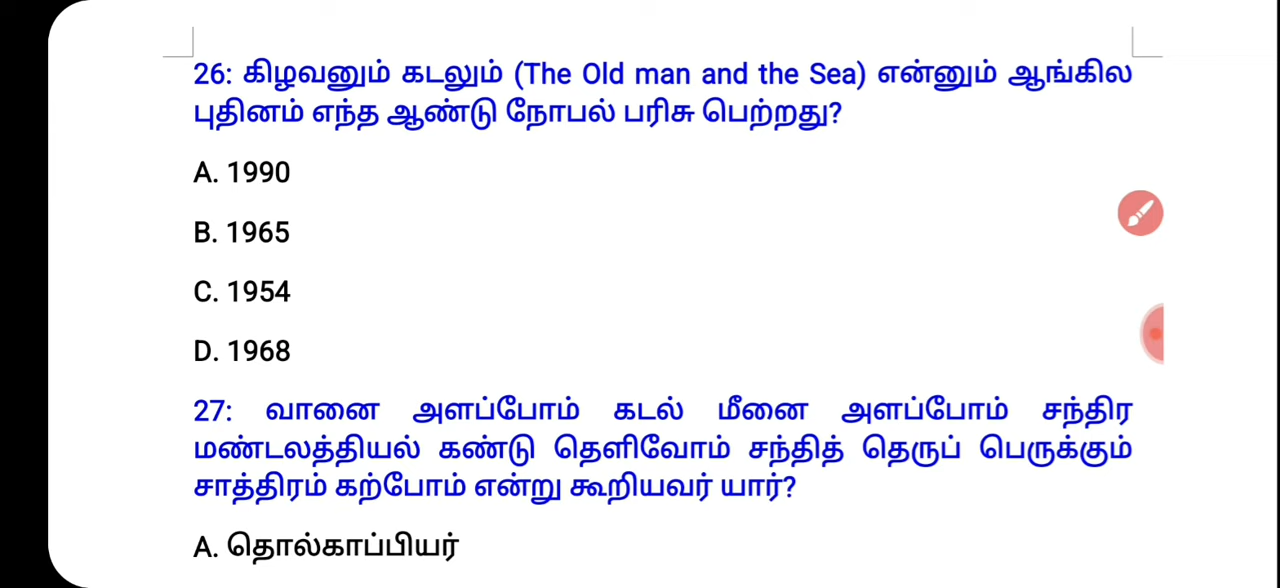 26: கிழவனும் கடலும் (The Old man and the Sea) என்னும் ஆங்கில
புதினம் எந்த ஆண்டு நோபல் பரிசு பெற்றது?
A. 1990
B. 1965
C. 1954
D. 1968
27: வானை அளப்போம் கடல் மீனை அளப்போம் சந்திர
மண்டலத்தியல் கண்டு தெளிவோம் சந்தித் தெருப் பெருக்கும்
சாத்திரம் கற்போம் என்று கூறியவர் யார்?
A. தொல்காப்பியர்